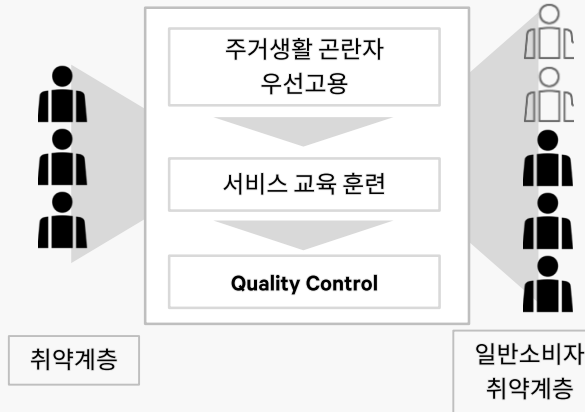 주거생활 곤란자
우선고용
서비스 교육 훈련
Quality Control
취약계층
일반소비자
취약계층